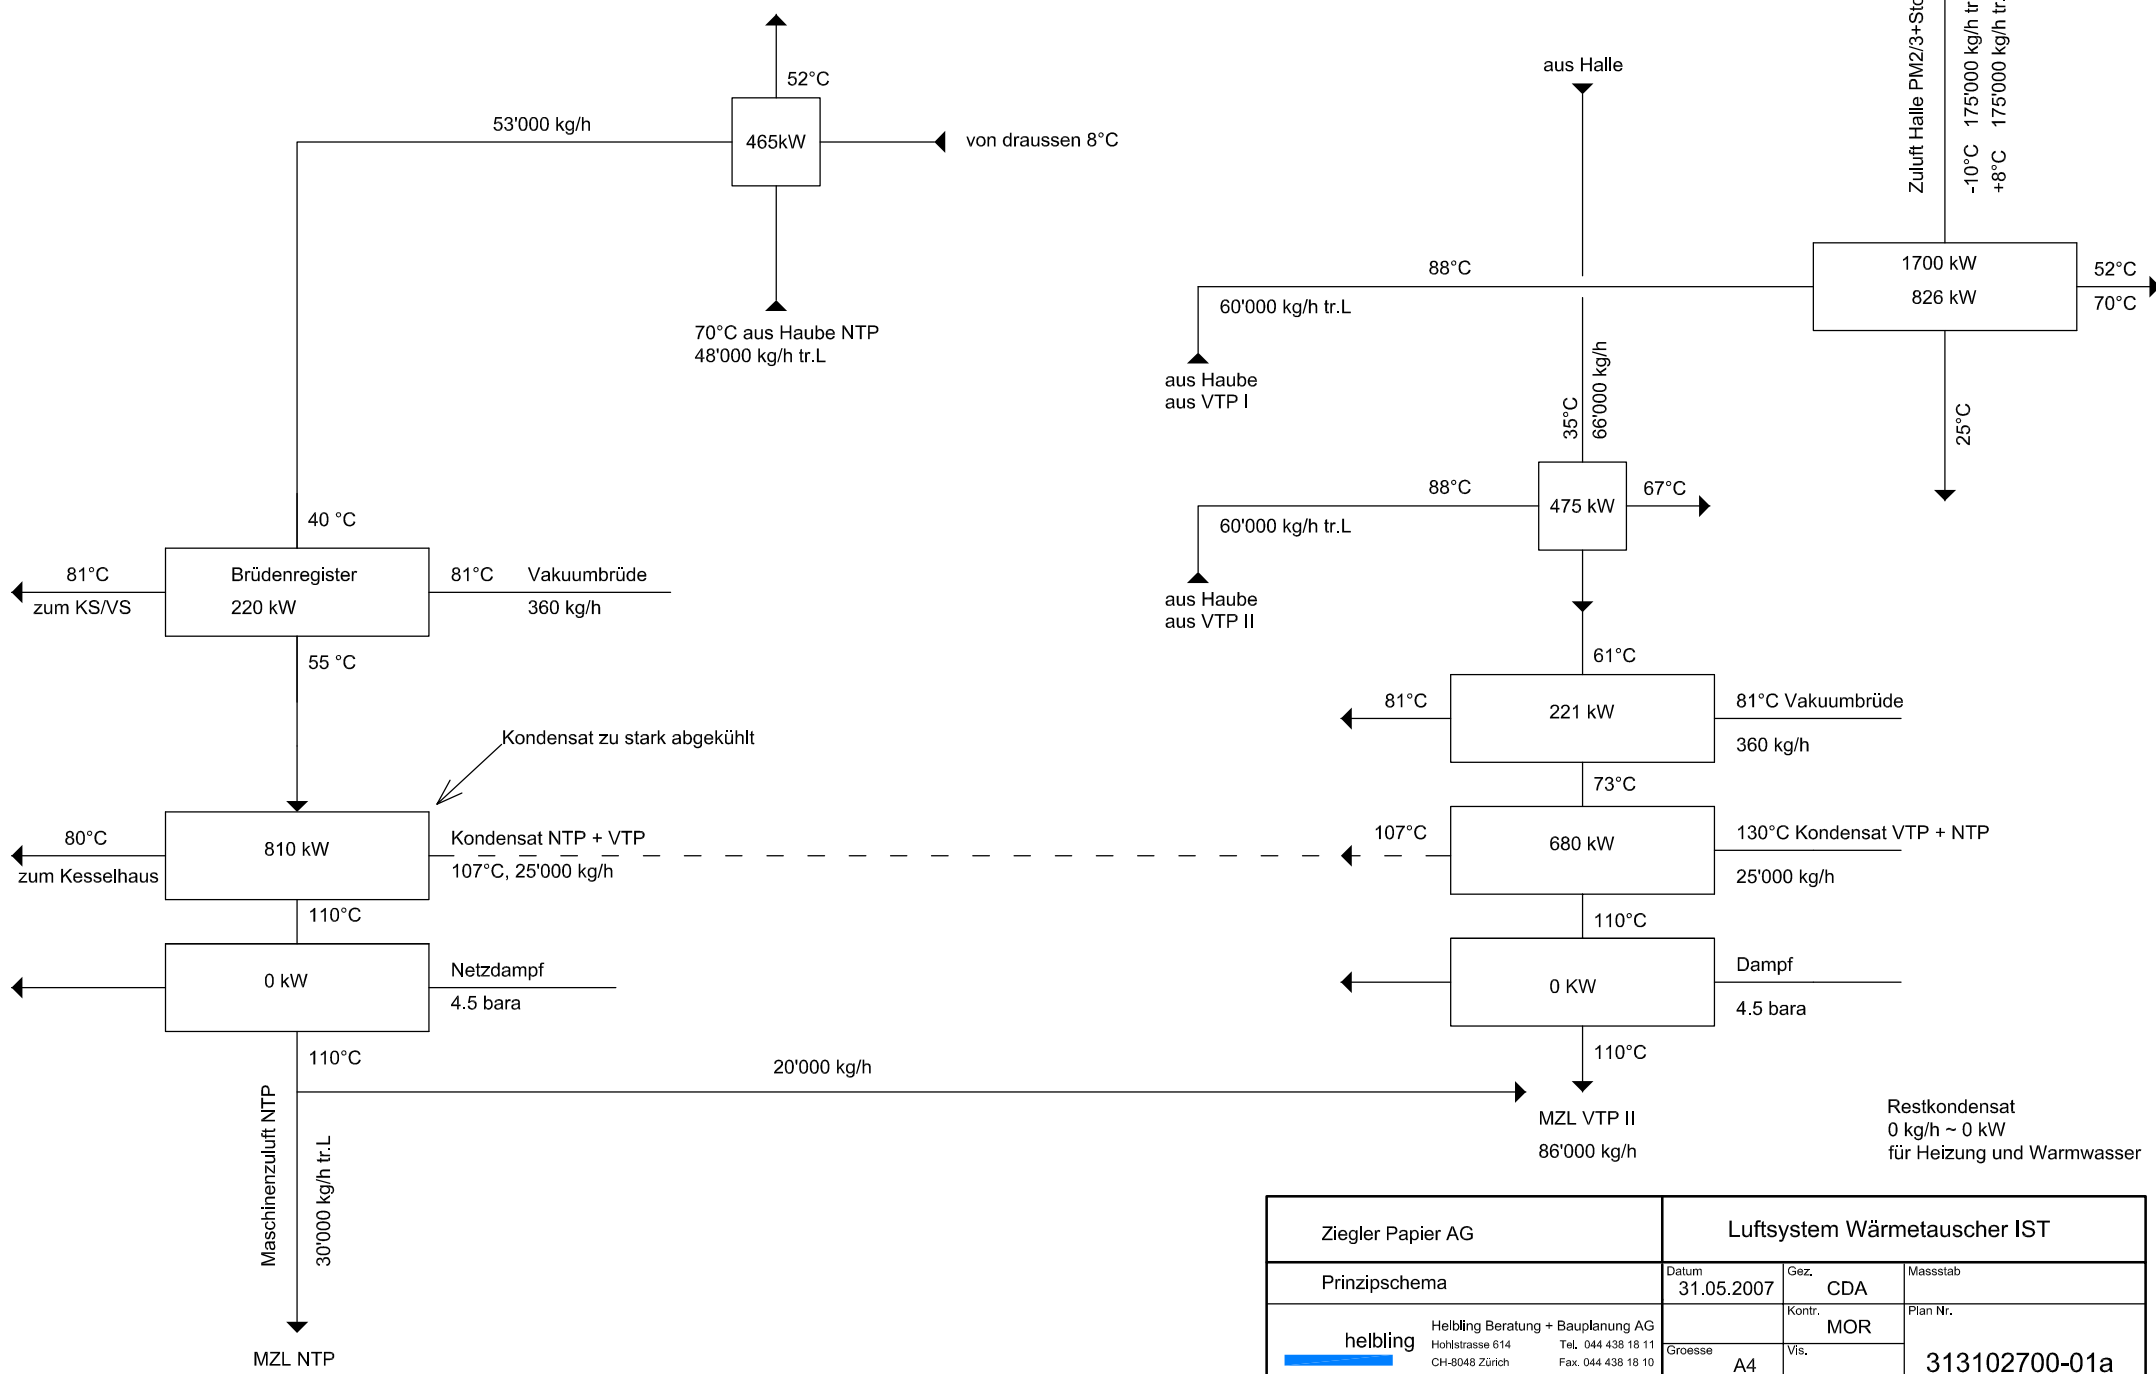 52°C
53'000 kg/h
465kW
von draussen 8°C
70°C aus Haube NTP
48'000 kg/h tr.L
aus Halle
Zuluft Halle PM2/3+
-10°C 175'000 kg/h
+8°C 175'000 kg/h tr.
88°C
60'000 kg/h tr.L
aus Haube
aus VTP I
1700 kW
826 kW
52°C
70°C
25°C
35°C
66'000 kg/h
88°C
60'000 kg/h tr.L
475 kW
67°C
aus Haube
aus VTP II
40 °C
81°C
zum KS/VS
Brüdenregister
220 kW
81°C Vakuumbrüde
360 kg/h
55 °C
61°C
81°C
221 kW
81°C Vakuumbrüde
360 kg/h
73°C
Kondensat zu stark abgekühlt
80°C
zum Kesselhaus
810 kW
Kondensat NTP + VTP
107°C, 25'000 kg/h
107°C
680 kW
130°C Kondensat VTP + NTP
25'000 kg/h
110°C
110°C
0 kW
Netzdampf
4.5 bara
0 KW
Dampf
4.5 bara
110°C
110°C
20'000 kg/h
Maschinenzuluft NTP
30'000 kg/h tr.L
MZL NTP
MZL VTP II
86'000 kg/h
Restkondensat
0 kg/h ~ 0 kW
für Heizung und Warmwasser
Ziegler Papier AG
Luftsystem Wärmetauscher IST
Prinzipschema
Datum
31.05.2007
Gez.
CDA
Massstab
Kontr.
MOR
Plan Nr.
313102700-01a
Groesse
A4
Vis.
helbling
Helbling Beratung + Bauplanung AG
Hohlstrasse 614 Tel. 044 438 18 11
CH-8048 Zürich Fax. 044 438 18 10